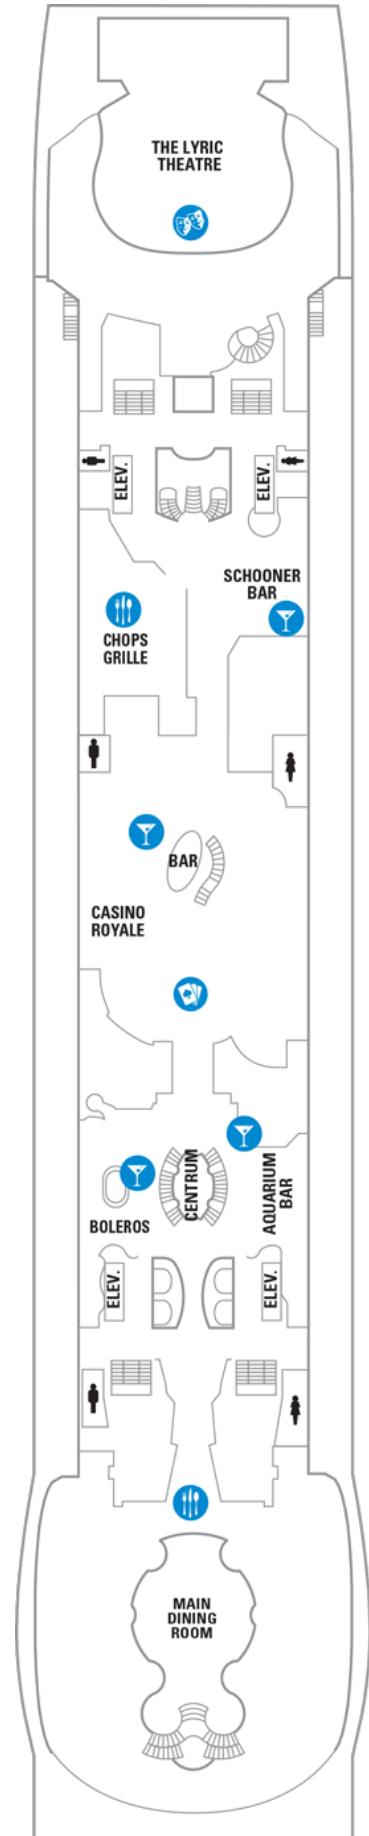 THE LYRIC
THEATRE
ELEV.
ELEV.
SCHOONER
BAR
CHOPS
GRILLE
BAR
CASINO
ROYALE
CENTRUM
AQUARIUM
BAR
BOLEROS
ELEV.
ELEV.
MAIN
DINING
ROOM